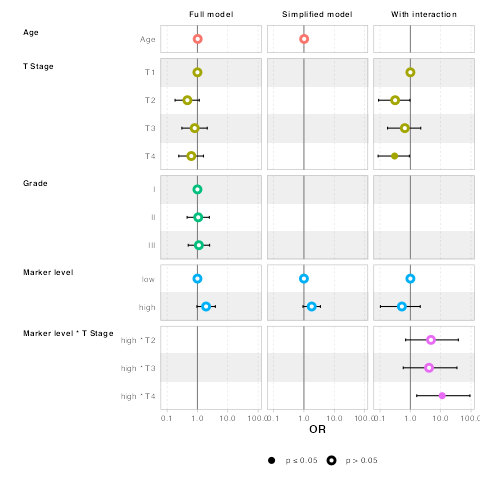 Full model Simplified model With interaction
Age Age
T Stage T1
T2
T3
T4
Grade I
II
III
Marker level low
high
Marker level * T Stage high * T2
high * T3
high * T4
0.1 1.0 10.0 100.0 0.1 1.0 10.0 100.0 0.1 1.0 10.0 100.0
OR
p ≤ 0.05 p > 0.05